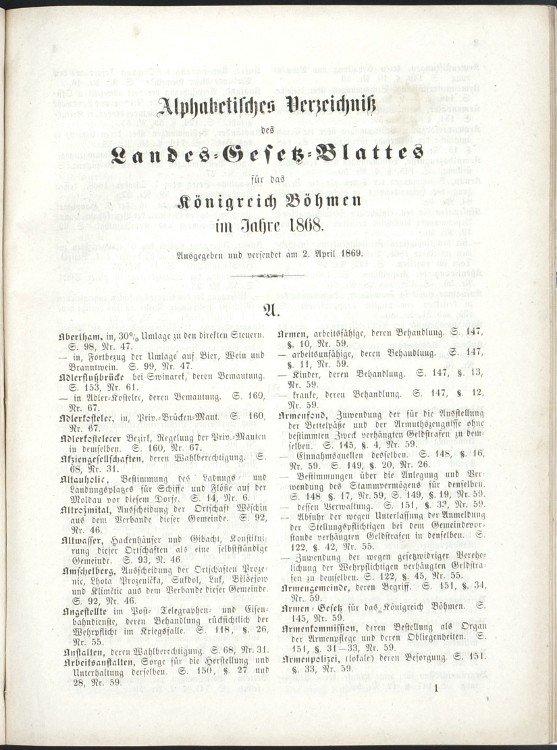 Alphabetisches Verzeichniß
des
Landes-Gesetz-Blattes
für das
Königreich Böhmen
im Jahre 1868.
Ausgegeben und versendet am 2. April 1869.
A.
Abertham, in, 30% Umlage zu den direkten Steuern.
S. 98, Nr. 47.
— in, Fortbezug der Umlage auf Bier, Wein und
Branntwein. S. 99, Nr. 47.
Adlerflußbrücke bei Swinaret, deren Bemautung.
S. 153, Nr. 61.
— in Adler-Kostelec, deren Bemautung. S. 160,
Nr. 67.
Adlerkostelec, in, Priv.-Brücken-Maut. S. 160,
Nr. 67.
Adlerkostelecer Bezirk, Regelung der Priv.-Mauten
in demselben. S. 160, Nr. 67.
Akziengesellschaften, deren Wahlberechtigung. S.
68, Nr. 31.
Altauholic, Bestimmung des Ladungs- und
Landungsplatzes für Schiffe und Flöße auf der
Moldau vor diesem Dorfe. S. 14, Nr. 6.
Altrozmital, Ausscheidung der Ortschaft Wöschin
aus dem Verbande dieser Gemeinde. S. 92,
Nr. 46.
Altwasser, Hackenhäuser und Gibacht, Konstitui-
rung dieser Ortschaften als eine selbstständige
Gemeinde. S. 93, N. 46.
Amschelberg, Ausscheidung der Ortschaften Proze-
nic, Lhota Prozenicka, Sukdol, Luk, Bilcejow
und Klimetic aus dem Verbande dieser Gemeinde.
S. 92, Nr. 46.
Angestellte im Post- Telegraphen- und Eisen-
bahndienste, deren Behandlung rücksichtlich der
Wehrpflicht im Kriegsfalle. S. 118, §. 26,
Nr. 55.
Anstalten, deren Wahlberechtigung. S. 68, Nr. 31.
Arbeitsanstalten, Sorge für die Herstellung und
Unterhaltung derselben. S. 150, §. 27 und
28, Nr. 59.
Armen, arbeitsfähige, deren Behandlung. S. 147,
§. 10, Nr. 59.
— arbeitsunfähige, deren Behandlung. S. 147,
§. 11, Nr. 59.
— Kinder, deren Behandlung. S. 147, §. 13,
Nr. 59.
— kranke, deren Behandlung. S. 147, §. 12,
Nr. 59.
Armenfond, Zuwendung der für die Ausstellung
der Bettelpässe und der Armuthszeugnisse ohne
bestimmten Zweck verhängten Geldstrafen zu dem-
selben. S. 145, §. 4, Nr. 59.
— Einnahmsquellen desselben. S. 148, §. 16,
Nr. 59. S. 149, §. 20, Nr. 26.
— Bestimmungen über die Anlegung und Ver-
wendung des Stammvermögens für denselben.
S. 148 §. 17, Nr. 59, S. 149, §. 19, Nr. 59.
— dessen Verwaltung. S. 151, §. 33, Nr. 59.
— Abfuhr der wegen Unterlassung der Anmeldung
der Stellungspflichtigen bei dem Gemeindevor-
stande verhängten Geldstrafen in denselben. S.
122, §. 42, Nr. 55.
— Zuwendung der wegen gesetzwidriger Verehe-
lichung der Wehrpflichtigen verhängten Geldstra-
fen zu demselben. S. 122, §. 45, Nr. 55.
Armengemeinde, deren Begriff. S. 151, §. 34,
Nr. 59.
Armen-Gesetz für das Königreich Böhmen. S.
145, Nr. 59.
Armenkommission, deren Bestellung als Organ
der Armenpflege und deren Obliegenheiten. S.
151, §. 31—33, Nr. 59.
Armenpolizei, (lokale) deren Besorgung. S. 151.
§. 33, Nr. 59.
1